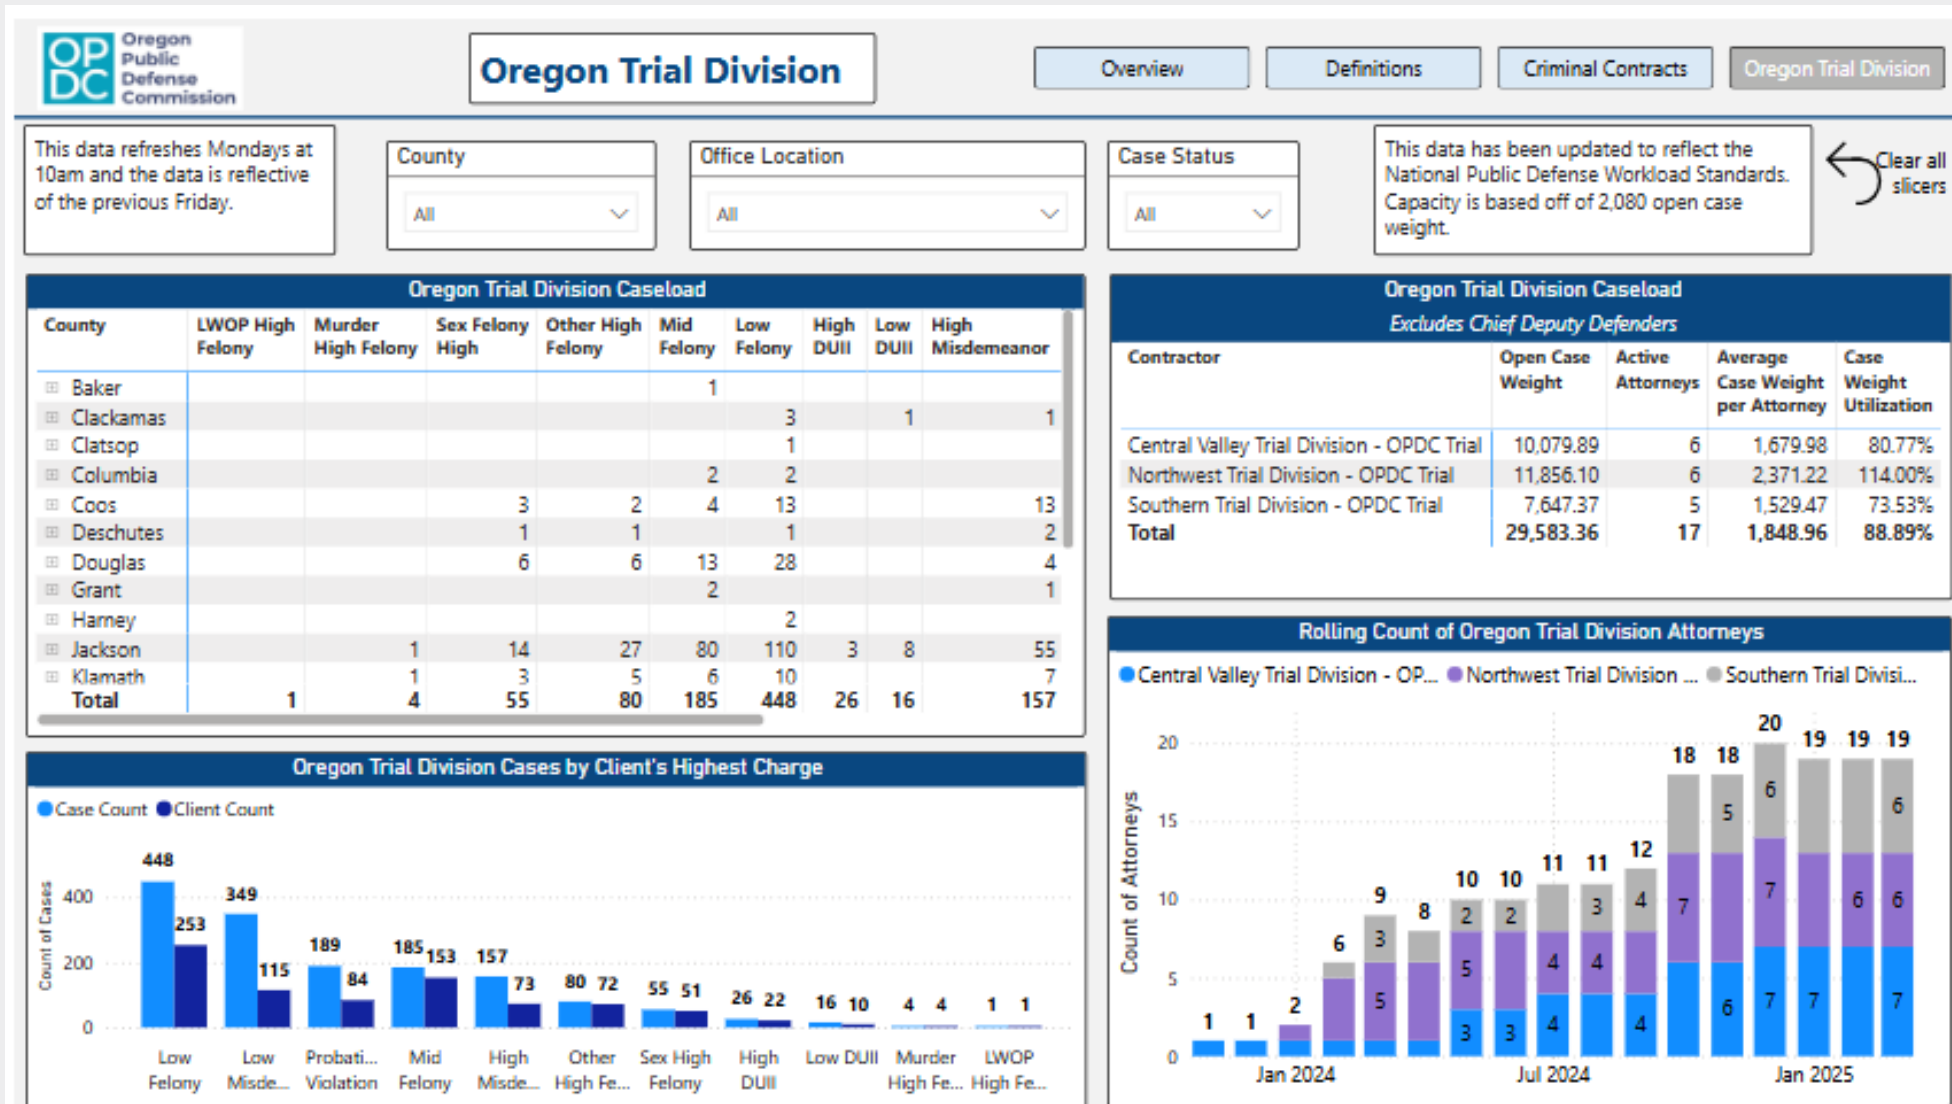 OP
DC
Oregon
Public
Defense
Commission
Oregon Trial Division
Overview
Definitions
Criminal Contracts
Oregon Trial Division
This data refreshes Mondays at
10am and the data is reflective
of the previous Friday.
County
All
Office Location
All
Case Status
All
This data has been updated to reflect the
National Public Defense Workload Standards.
Capacity is based off of 2,080 open case
weight.
Clear all
slicers
Oregon Trial Division Caseload
County LWOP High Felony Murder High Felony Sex Felony High Other High Felony Mid Felony Low Felony High DUII Low DUII High Misdemeanor
Baker 1
Clackamas 3 1 1
Clatsop 1
Columbia 2 2
Coos 3 2 4 13 13
Deschutes 1 1 1 2
Douglas 6 6 13 28 4
Grant 2 1
Harney 2
Jackson 1 14 27 80 110 3 8 55
Klamath 1 3 5 6 10 7
Total 1 4 55 80 185 448 26 16 157
Oregon Trial Division Caseload
Excludes Chief Deputy Defenders
Contractor Open Case Weight Active Attorneys Average Case Weight per Attorney Case Weight Utilization
Central Valley Trial Division - OPDC Trial 10,079.89 6 1,679.98 80.77%
Northwest Trial Division - OPDC Trial 11,856.10 6 2,371.22 114.00%
Southern Trial Division - OPDC Trial 7,647.37 5 1,529.47 73.53%
Total 29,583.36 17 1,848.96 88.89%
Oregon Trial Division Cases by Client's Highest Charge
Case Count Client Count
Count of Cases
400
200
0
448 253
349 115
189 84
185 153
157 73
80 72
55 51
26 22
16 10
4 4
1 1
Low Felony
Low Misde...
Probati... Violation
Mid Felony
High Misde...
Other High Fe...
Sex High Felony
High DUII
Low DUII
Murder High Fe...
LWOP High Fe...
Rolling Count of Oregon Trial Division Attorneys
Central Valley Trial Division - OP... Northwest Trial Division ... Southern Trial Divisi...
Count of Attorneys
20
15
10
5
0
1
1
2
6
9 3 5
8
10 2 5 3
10 2 3
11 4 4
11 3 4
12 4 4
18 7
18 5 6
20 6 7 7
19 7
19 6
19 6 6 7
Jan 2024
Jul 2024
Jan 2025